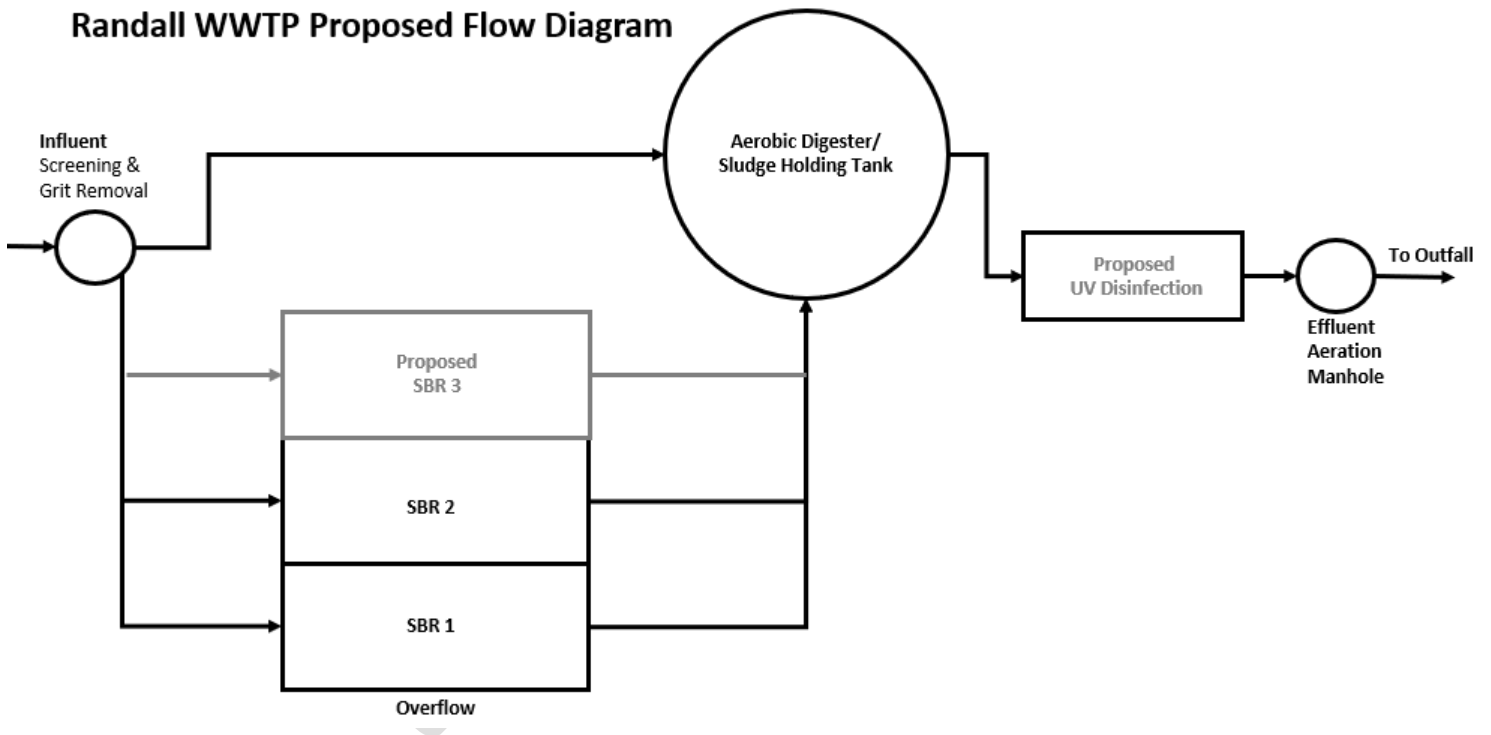 Randall WWTP Proposed Flow Diagram
Influent
Screening &
Grit Removal
Aerobic Digester/
Sludge Holding Tank
Proposed
UV Disinfection
To Outfall
Effluent
Aeration
Manhole
Proposed
SBR 3
SBR 2
SBR 1
Overflow